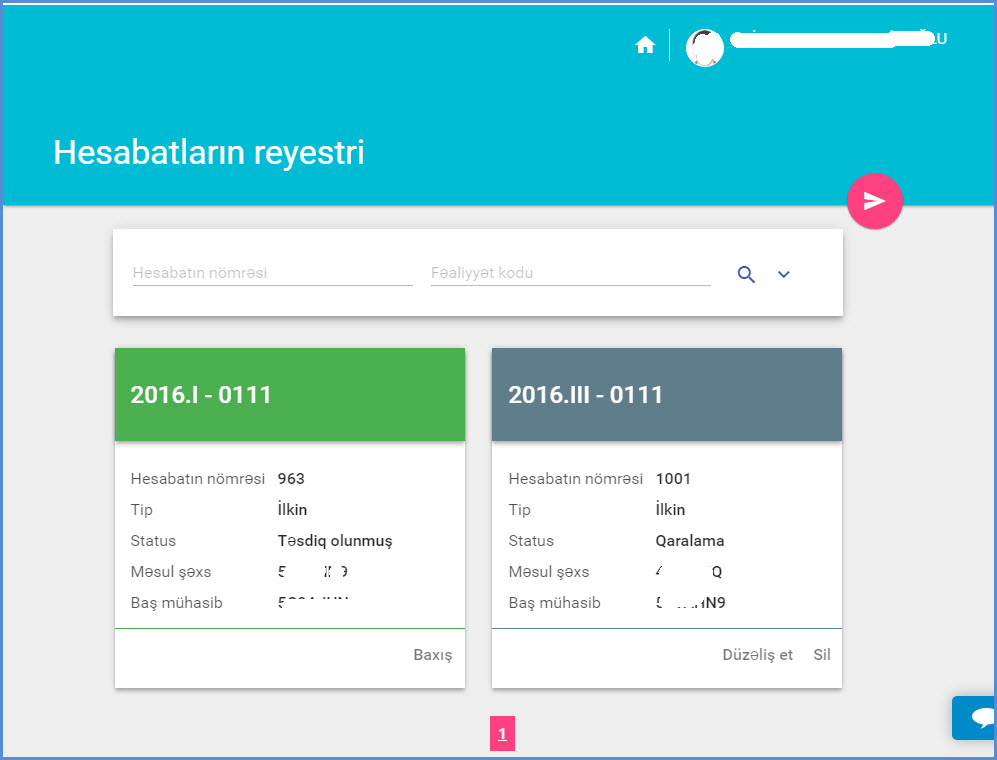 Hesabatların reyestri
Hesabatın nömrəsi Fəaliyyət kodu
2016.I - 0111
Hesabatın nömrəsi 963
Tip İlkin
Status Təsdiq olunmuş
Məsul şəxs
Baş mühasib
Baxış
2016.III - 0111
Hesabatın nömrəsi 1001
Tip İlkin
Status Qaralama
Məsul şəxs
Baş mühasib
Düzəliş et Sil
1